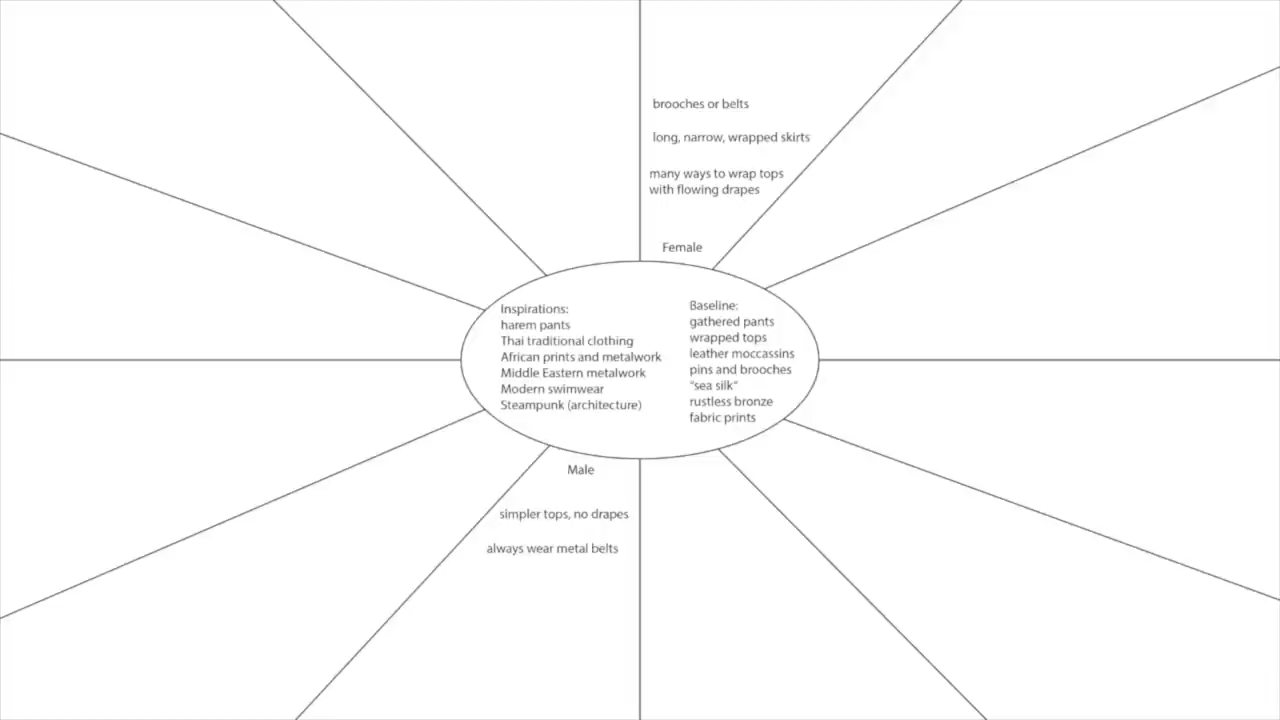 brooches or belts
long, narrow, wrapped skirts
many ways to wrap tops
with flowing drapes
Female
Inspirations:
harem pants
Thai traditional clothing
African prints and metalwork
Middle Eastern metalwork
Modern swimwear
Steampunk (architecture)
Baseline:
gathered pants
wrapped tops
leather moccassins
pins and brooches
“sea silk”
rustless bronze
fabric prints
Male
simpler tops, no drapes
always wear metal belts